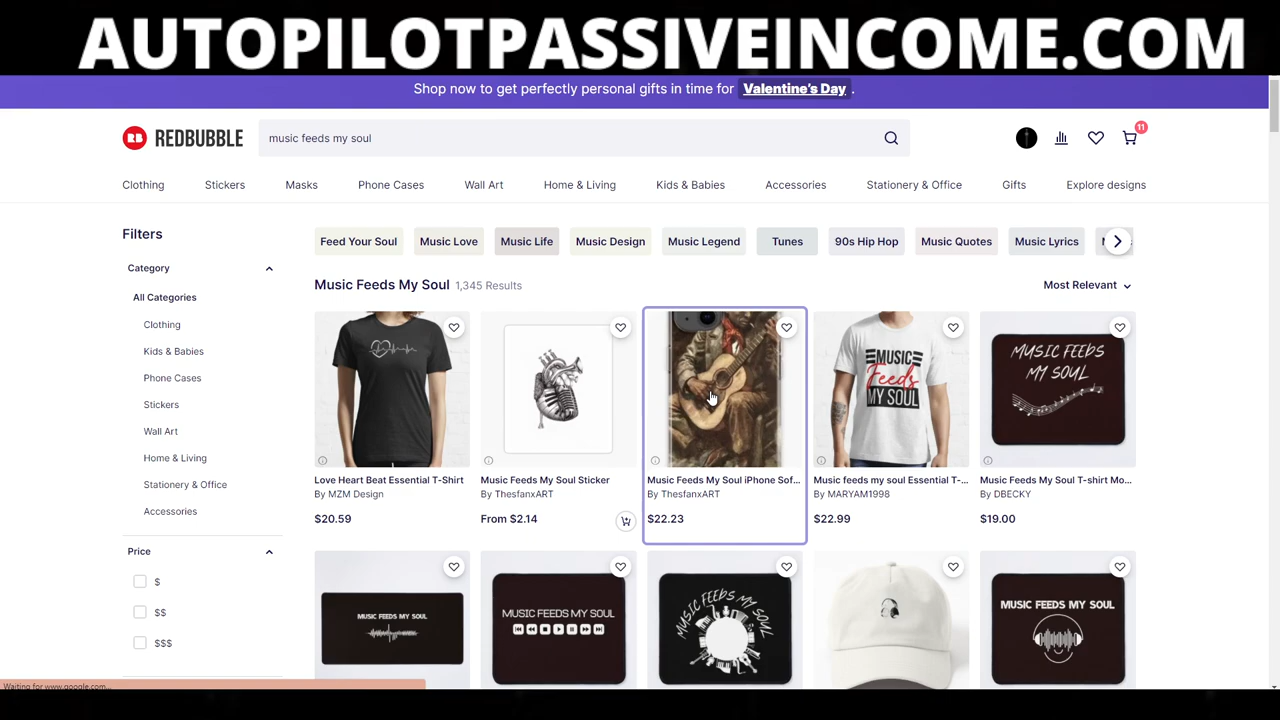 AUTOPILOTPASSIVEINCOME.COM
Shop now to get perfectly personal gifts in time for Valentine's Day .
RB REDBUBBLE
music feeds my soul
11
Clothing Stickers Masks Phone Cases Wall Art Home & Living Kids & Babies Accessories Stationery & Office Gifts Explore designs
Filters
Feed Your Soul Music Love Music Life Music Design Music Legend Tunes 90s Hip Hop Music Quotes Music Lyrics
Category
Music Feeds My Soul 1,345 Results
Most Relevant
All Categories
Clothing
Kids & Babies
Phone Cases
Stickers
Wall Art
Home & Living
Stationery & Office
Accessories
MUSIC
Feeds
MY SOUL
MUSIC FEEDS
MY SOUL
Love Heart Beat Essential T-Shirt
By MZM Design
$20.59
Music Feeds My Soul Sticker
By ThesfanxART
From $2.14
Music Feeds My Soul iPhone Sof...
By ThesfanxART
$22.23
Music feeds my soul Essential T-...
By MARYAM1998
$22.99
Music Feeds My Soul T-shirt Mo...
By DBECKY
$19.00
Price
$
$$
$$$
MUSIC FEEDS MY SOUL
MUSIC FEEDS MY SOUL
MUSIC FEEDS MY SOUL
MUSIC FEEDS MY SOUL
Waiting for www.google.com...